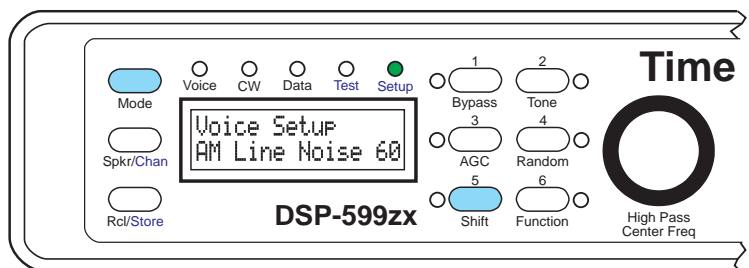 Time
1 2
Voice CW Data Test Setup
Mode
Bypass Tone
Voice Setup
AM Line Noise 60
3 4
Spkr/Chan
AGC Random
5 6
Rcl/Store
DSP-599zx
Shift Function
High Pass
Center Freq